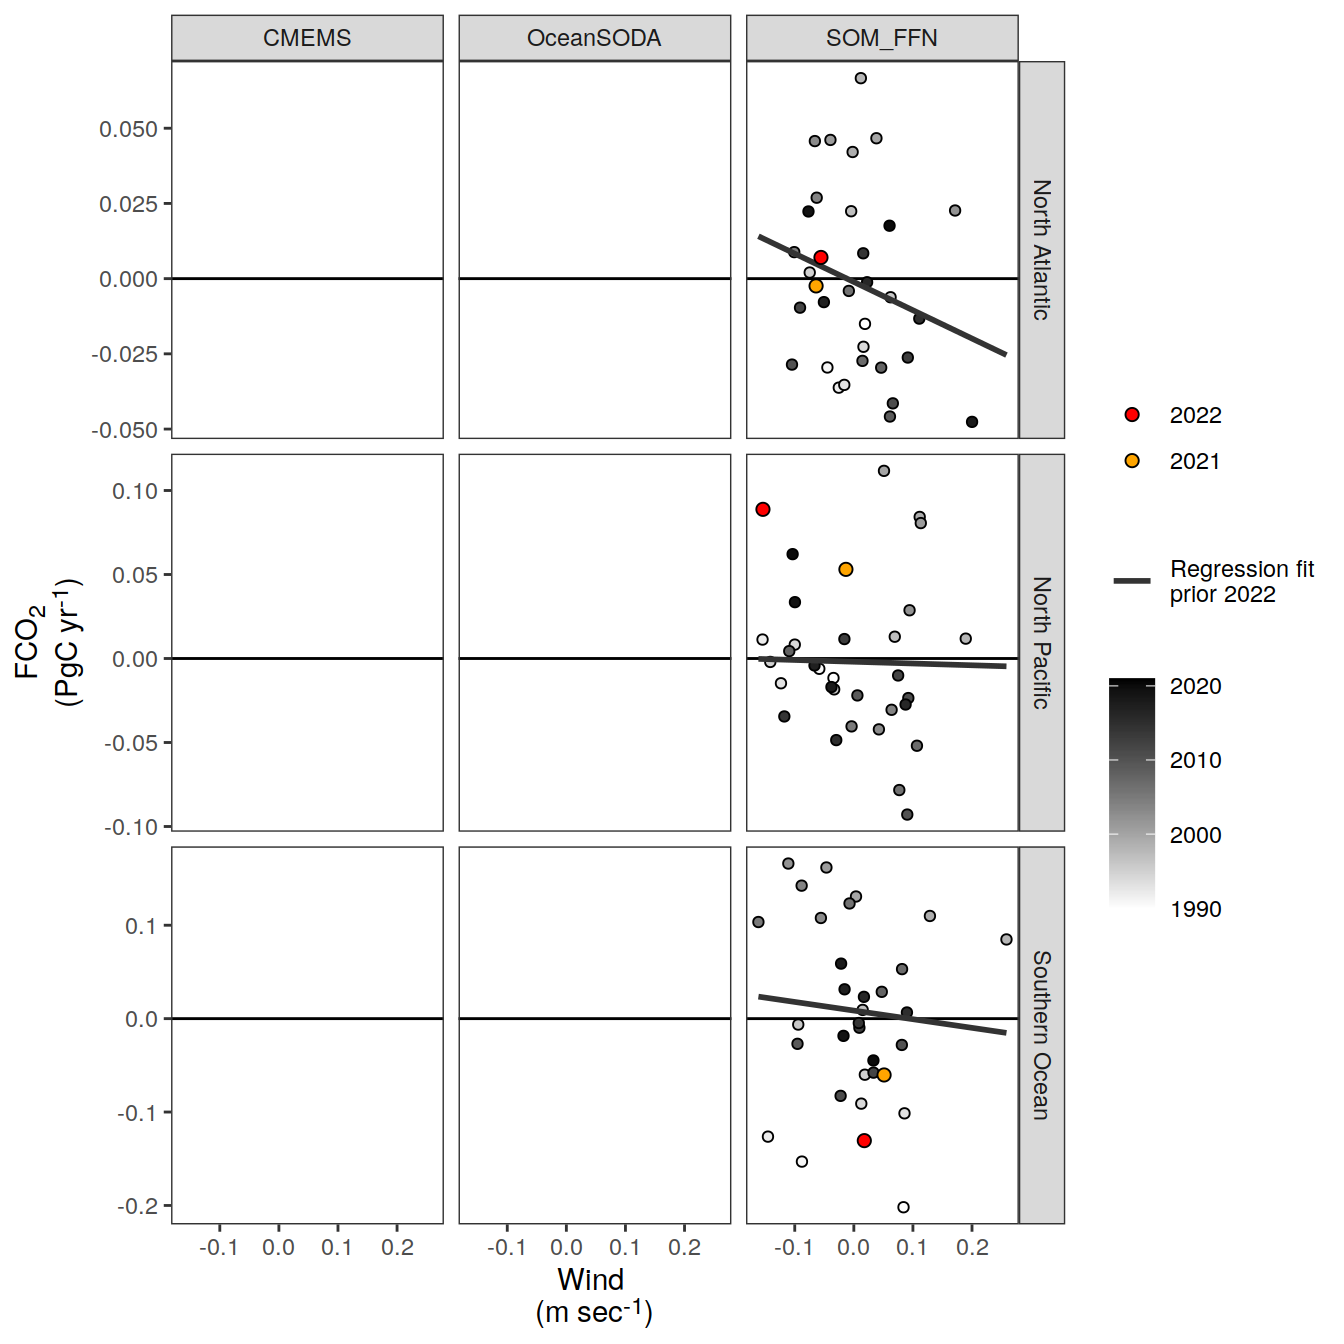 CMEMS OceanSODA SOM_FFN
0.050
0.025
0.000
-0.025
-0.050
North Atlantic
0.10
0.05
0.00
-0.05
-0.10
North Pacific
0.1
0.0
-0.1
-0.2
Southern Ocean
-0.1 0.0 0.1 0.2 -0.1 0.0 0.1 0.2 -0.1 0.0 0.1 0.2
Wind
(m sec⁻¹)
FCO₂
(PgC yr⁻¹)
2022
2021
Regression fit
prior 2022
2020
2010
2000
1990